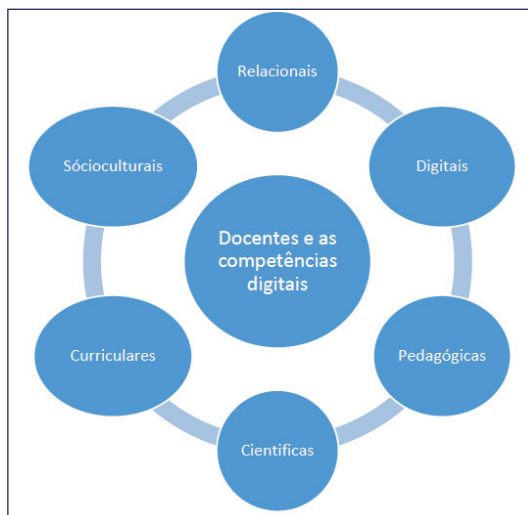 Relacionais
Sócioculturais
Digitais
Docentes e as
competências
digitais
Curriculares
Pedagógicas
Cientificas